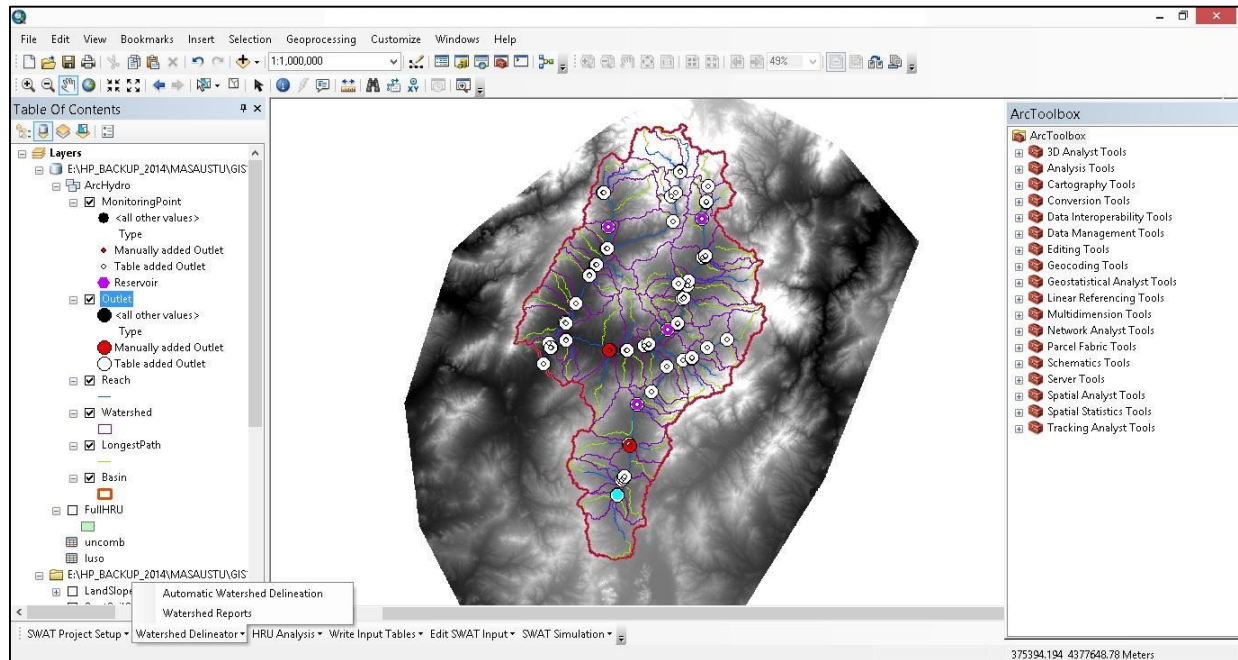 File Edit View Bookmarks Insert Selection Geoprocessing Customize Windows Help
1:1,000,000
49%
Table Of Contents
Layers
E:\HP_BACKUP_2014\MASAUSTU\GIS
ArcHydro
MonitoringPoint
<all other values>
Type
Manually added Outlet
Table added Outlet
Reservoir
Outlet
<all other values>
Type
Manually added Outlet
Table added Outlet
Reach
Watershed
LongestPath
Basin
FullHRU
uncomb
luso
E:\HP_BACKUP_2014\MASAUSTU\GIS
LandSlope
Automatic Watershed Delineation
Watershed Reports
SWAT Project Setup Watershed Delineator HRU Analysis Write Input Tables Edit SWAT Input SWAT Simulation
ArcToolbox
ArcToolbox
3D Analyst Tools
Analysis Tools
Cartography Tools
Conversion Tools
Data Interoperability Tools
Data Management Tools
Editing Tools
Geocoding Tools
Geostatistical Analyst Tools
Linear Referencing Tools
Multidimension Tools
Network Analyst Tools
Parcel Fabric Tools
Schematics Tools
Server Tools
Spatial Analyst Tools
Spatial Statistics Tools
Tracking Analyst Tools
375394.194 4377648.78 Meters